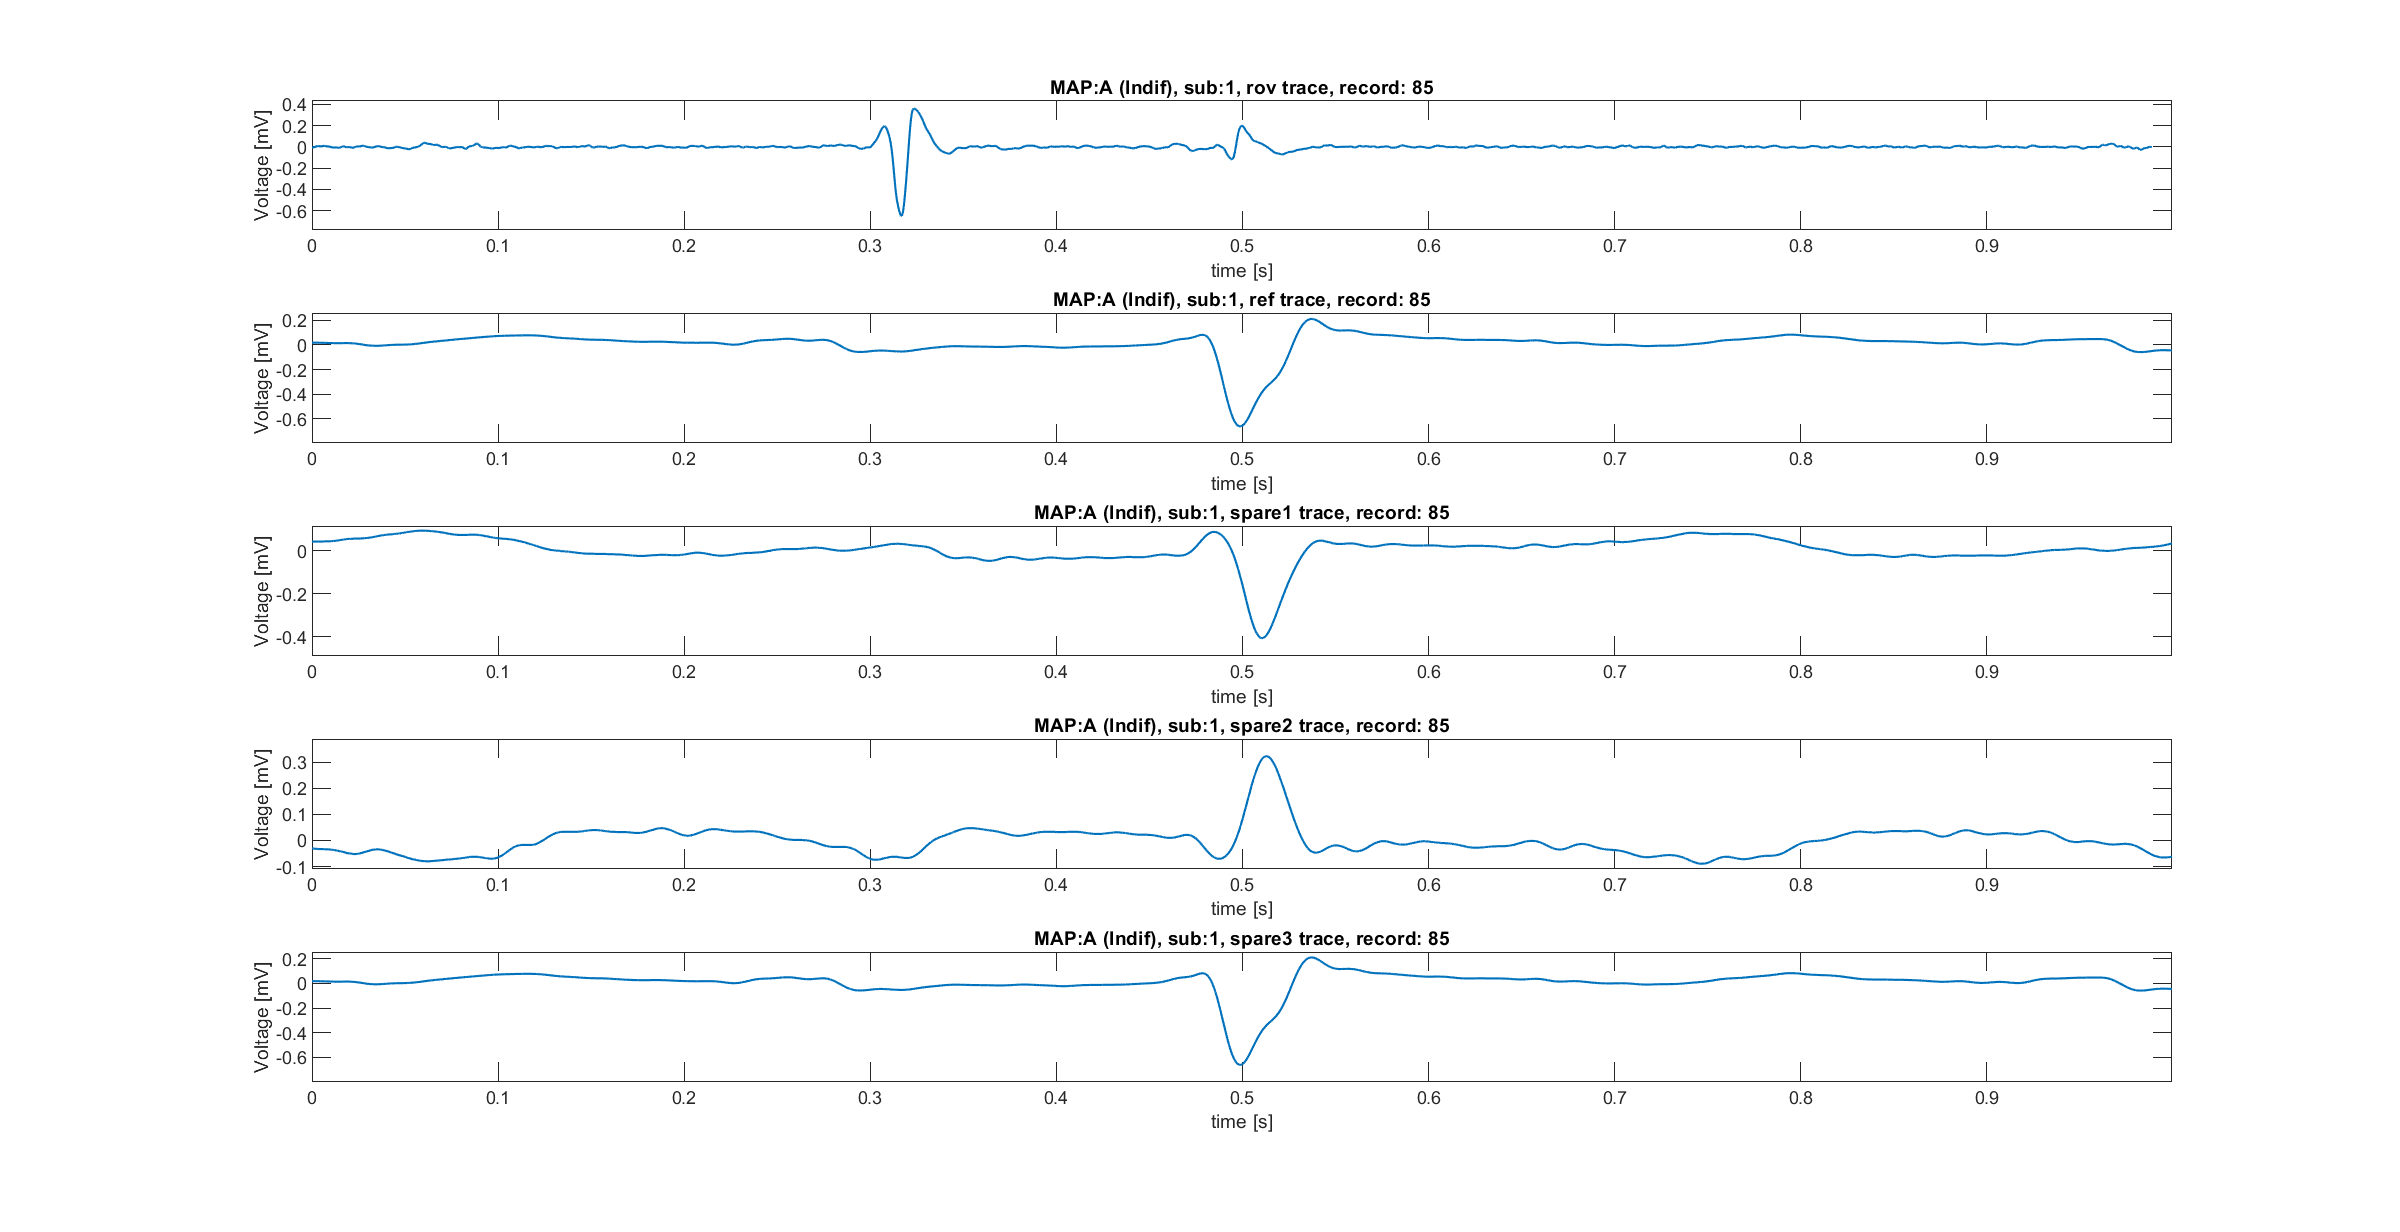 MAP:A (Indif), sub:1, rov trace, record: 85
Voltage [mV]
0.4
0.2
0
-0.2
-0.4
-0.6
0 0.1 0.2 0.3 0.4 0.5 0.6 0.7 0.8 0.9
time [s]
MAP:A (Indif), sub:1, ref trace, record: 85
Voltage [mV]
0.2
0
-0.2
-0.4
-0.6
0 0.1 0.2 0.3 0.4 0.5 0.6 0.7 0.8 0.9
time [s]
MAP:A (Indif), sub:1, spare1 trace, record: 85
Voltage [mV]
0
-0.2
-0.4
0 0.1 0.2 0.3 0.4 0.5 0.6 0.7 0.8 0.9
time [s]
MAP:A (Indif), sub:1, spare2 trace, record: 85
Voltage [mV]
0.3
0.2
0.1
0
-0.1
0 0.1 0.2 0.3 0.4 0.5 0.6 0.7 0.8 0.9
time [s]
MAP:A (Indif), sub:1, spare3 trace, record: 85
Voltage [mV]
0.2
0
-0.2
-0.4
-0.6
0 0.1 0.2 0.3 0.4 0.5 0.6 0.7 0.8 0.9
time [s]